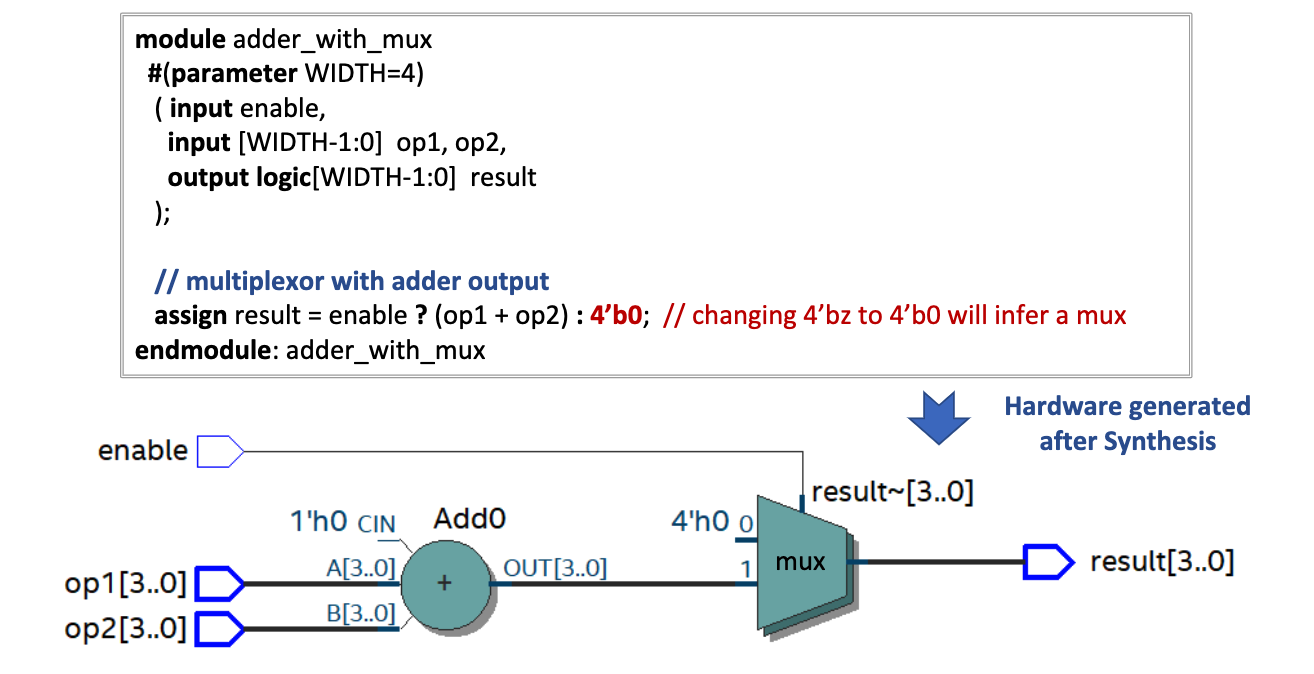 module adder_with_mux
#(parameter WIDTH=4)
( input enable,
input [WIDTH-1:0]  op1, op2,
output logic[WIDTH-1:0]  result
);
// multiplexor with adder output
assign result = enable ? (op1 + op2) : 4’b0;  // changing 4’bz to 4’b0 will infer a mux
endmodule: adder_with_mux
Hardware generated
after Synthesis
enable
result~[3..0]
1'h0 CIN
Add0
4'h0 0
op1[3..0]
A[3..0]
+
OUT[3..0]
1
mux
result[3..0]
op2[3..0]
B[3..0]